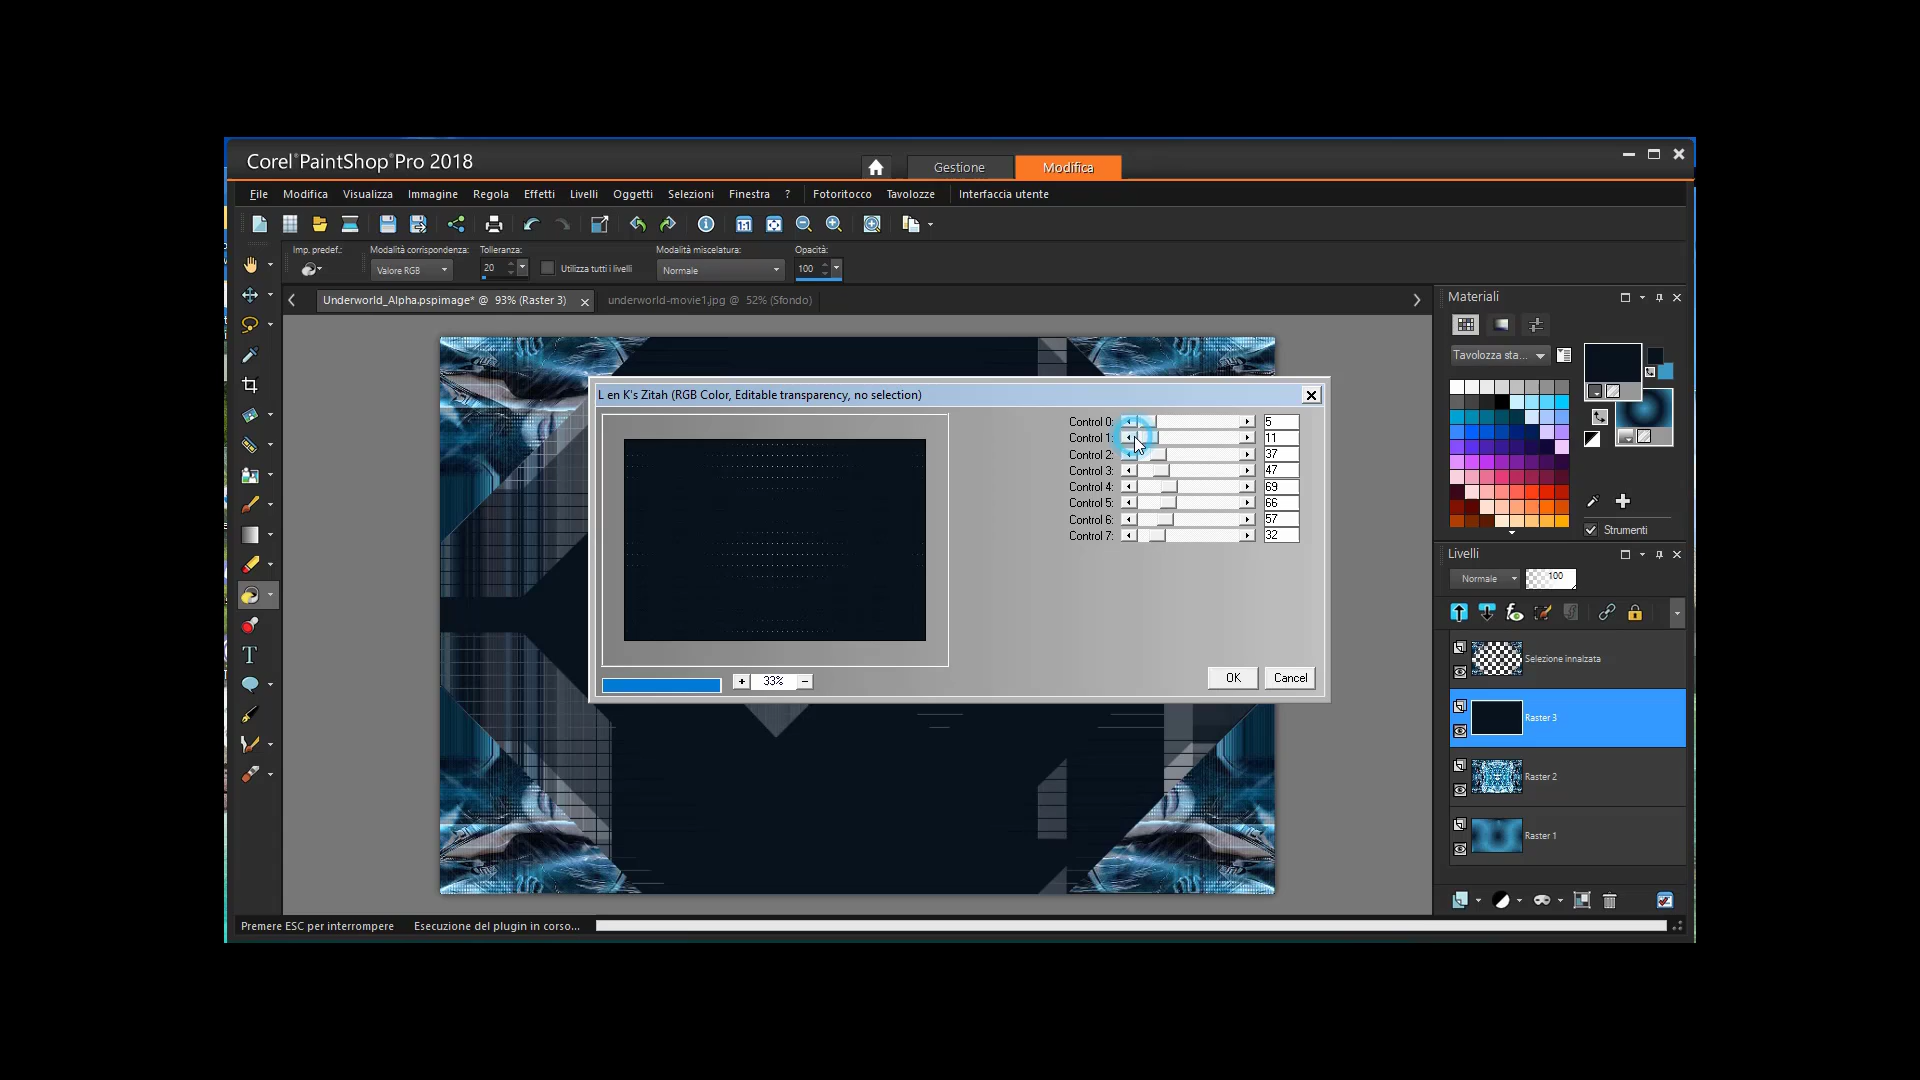 Corel®PaintShop®Pro 2018
Gestione
Modifica
File Modifica Visualizza Immagine Regola Effetti Livelli Oggetti Selezioni Finestra ? Fotoritocco Tavolozze Interfaccia utente
Imp. predef.: Modalità corrispondenza: Tolleranza: Modalità miscelatura: Opacità:
Valore RGB 20 Utilizza tutti i livelli Normale 100
Underworld_Alpha.pspimage* @ 93% (Raster 3) underworld-movie1.jpg @ 52% (Sfondo)
Materiali
Tavolozza sta...
Strumenti
L en K's Zitah (RGB Color, Editable transparency, no selection)
Control 0: 5
Control 1: 11
Control 2: 37
Control 3: 47
Control 4: 69
Control 5: 66
Control 6: 57
Control 7: 32
+ 33% −
OK Cancel
Livelli
Normale 100
Selezione innalzata
Raster 3
Raster 2
Raster 1
Premere ESC per interrompere Esecuzione del plugin in corso...